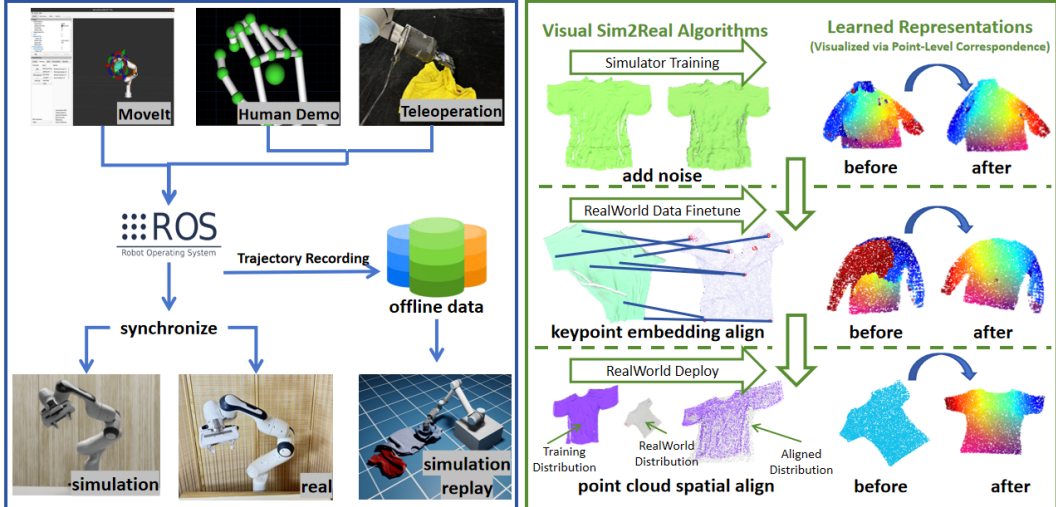 MoveIt
Human Demo
Teleoperation
ROS
Robot Operating System
Trajectory Recording
offline data
synchronize
simulation
real
simulation
replay
Visual Sim2Real Algorithms
Learned Representations
(Visualized via Point-Level Correspondence)
Simulator Training
add noise
before
after
RealWorld Data Finetune
keypoint embedding align
before
after
RealWorld Deploy
Training
Distribution
RealWorld
Distribution
Aligned
Distribution
point cloud spatial align
before
after